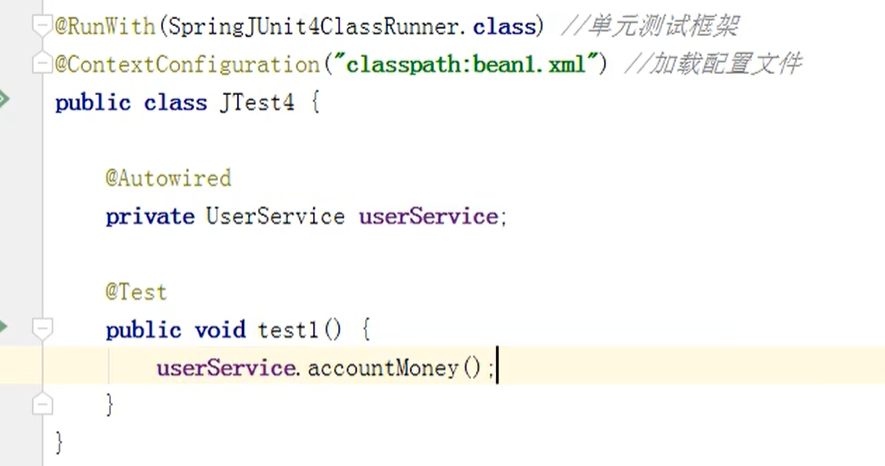 @RunWith(SpringJUnit4ClassRunner.class) //单元测试框架
@ContextConfiguration("classpath:bean1.xml") //加载配置文件
public class JTest4 {
@Autowired
private UserService userService;
@Test
public void test1() {
userService.accountMoney();
}
}